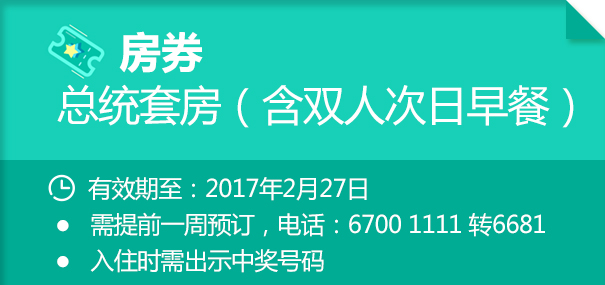 房券
总统套房（含双人次日早餐）
有效期至：2017年2月27日
● 需提前一周预订，电话：6700 1111 转6681
● 入住时需出示中奖号码